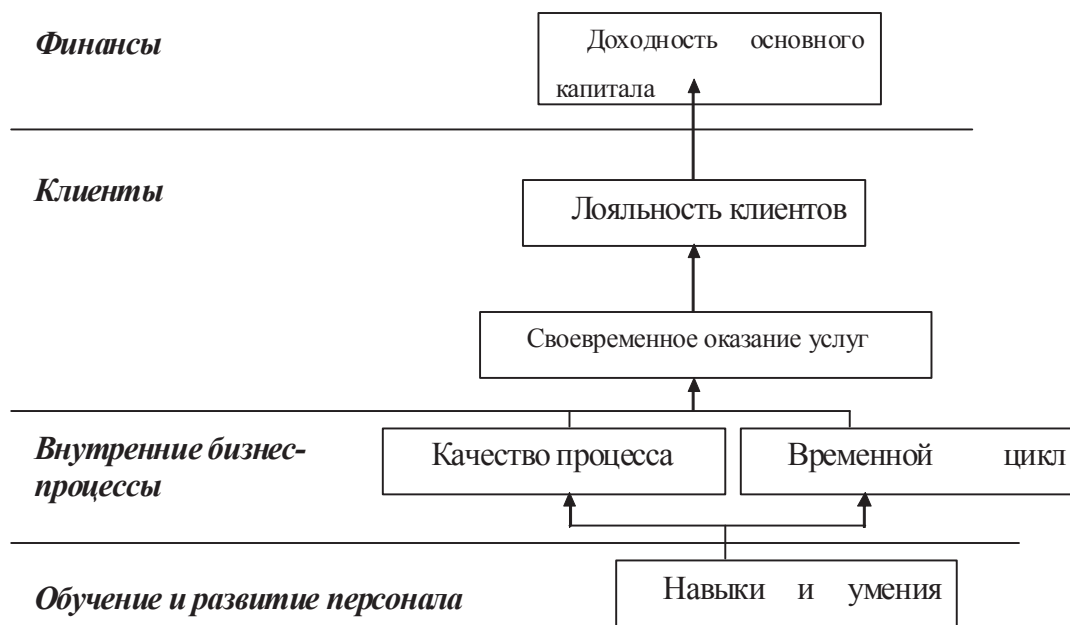 Финансы
Доходность основного
капитала
Клиенты
Лояльность клиентов
Своевременное оказание услуг
Внутренние бизнес-
процессы
Качество процесса
Временной цикл
Обучение и развитие персонала
Навыки и умения